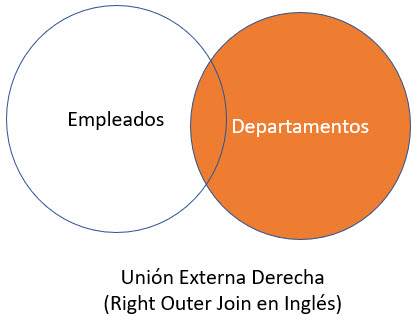 Empleados
Departamentos
Unión Externa Derecha
(Right Outer Join en Inglés)